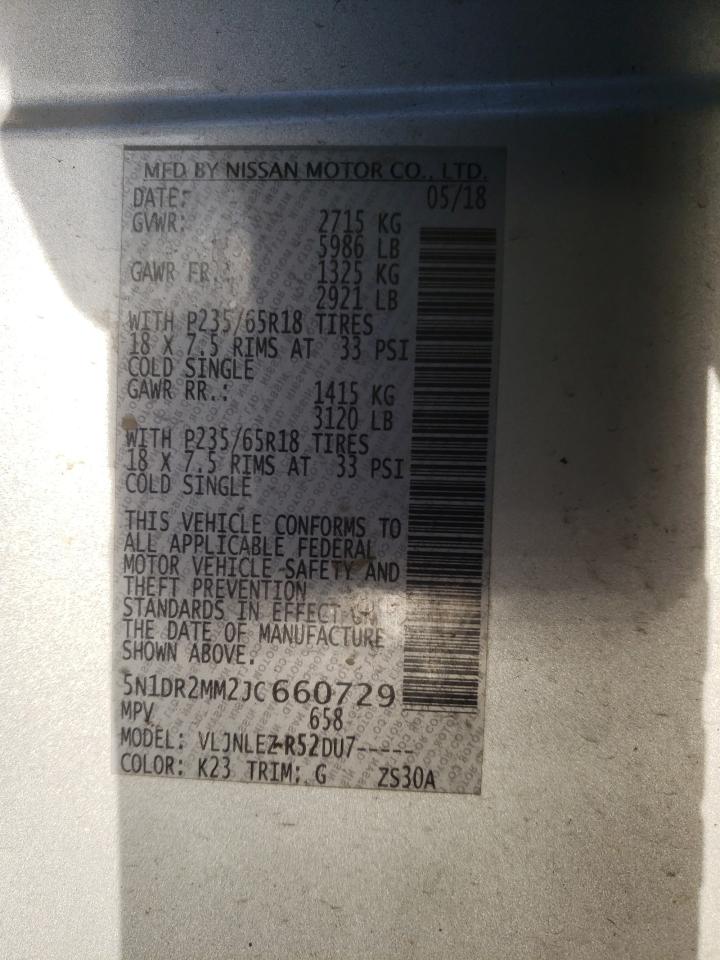 MFD BY NISSAN MOTOR CO., LTD.
DATE: 05/18
GVWR: 2715 KG
5986 LB
GAWR FR.: 1325 KG
2921 LB
WITH P235/65R18 TIRES
18 X 7.5 RIMS AT 33 PSI
COLD SINGLE
GAWR RR.: 1415 KG
3120 LB
WITH P235/65R18 TIRES
18 X 7.5 RIMS AT 33 PSI
COLD SINGLE
THIS VEHICLE CONFORMS TO
ALL APPLICABLE FEDERAL
MOTOR VEHICLE SAFETY AND
THEFT PREVENTION
STANDARDS IN EFFECT ON
THE DATE OF MANUFACTURE
SHOWN ABOVE.
5N1DR2MM2JC660729
MPV 658
MODEL: VLJNLEZ-R52DU7-----
COLOR: K23 TRIM: G ZS30A